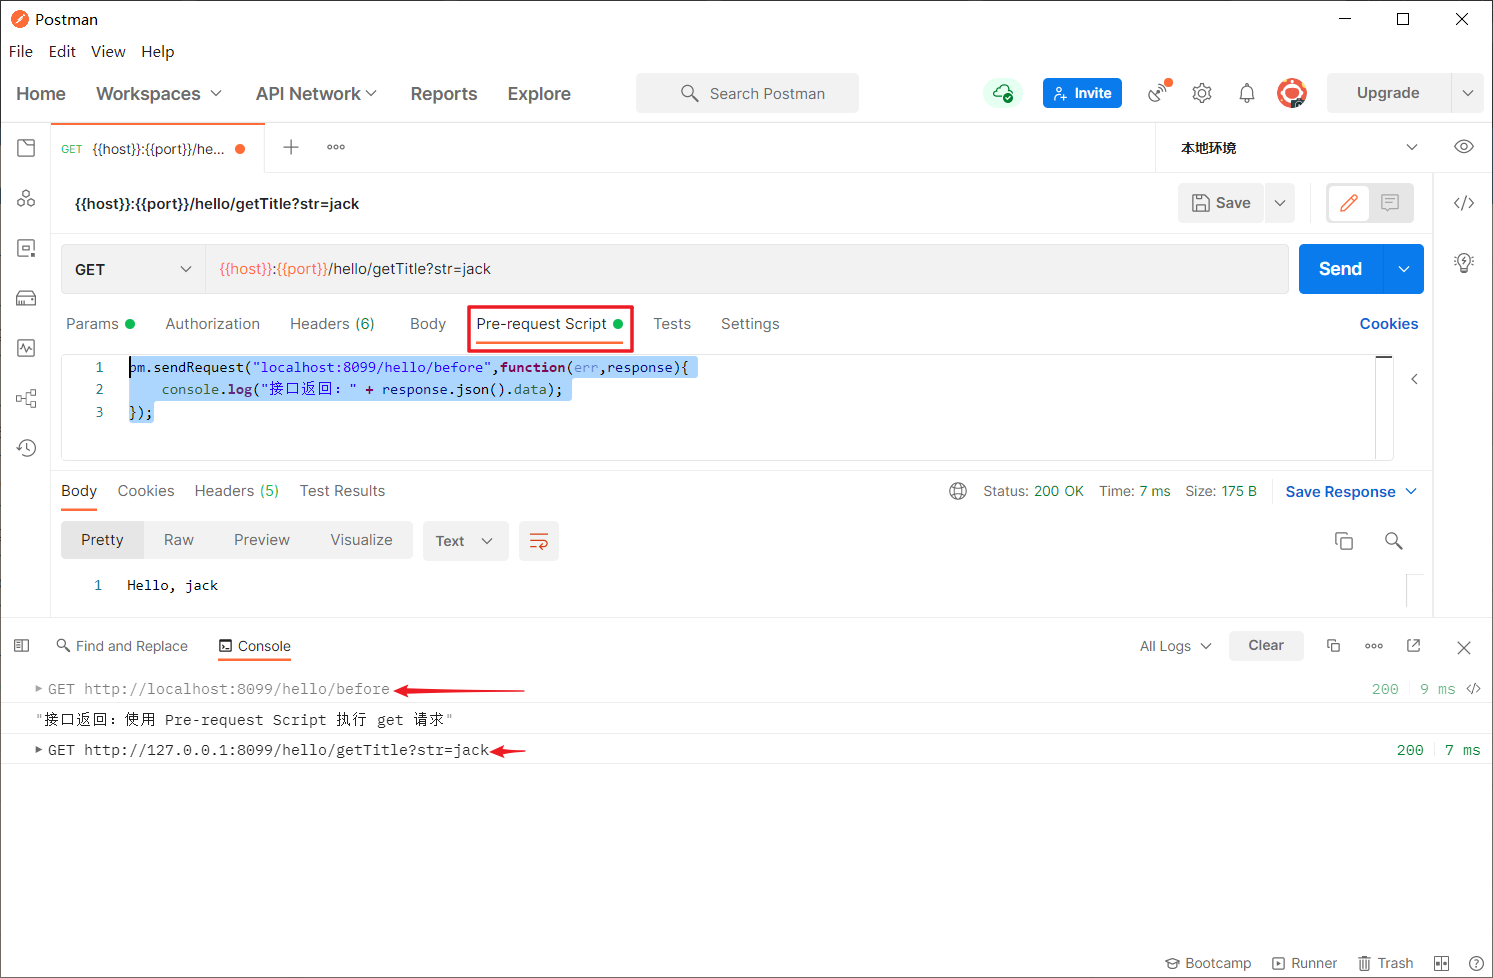 Postman
File Edit View Help
Home Workspaces API Network Reports Explore Search Postman Invite Upgrade
GET {{host}}:{{port}}/he... 本地环境
{{host}}:{{port}}/hello/getTitle?str=jack Save
GET {{host}}:{{port}}/hello/getTitle?str=jack Send
Params Authorization Headers (6) Body Pre-request Script Tests Settings Cookies
1 pm.sendRequest("localhost:8099/hello/before",function(err,response){
2 console.log("接口返回：" + response.json().data);
3 });
Body Cookies Headers (5) Test Results Status: 200 OK Time: 7 ms Size: 175 B Save Response
Pretty Raw Preview Visualize Text
1 Hello, jack
Find and Replace Console All Logs Clear
GET http://localhost:8099/hello/before 200 9 ms
"接口返回：使用 Pre-request Script 执行 get 请求"
GET http://127.0.0.1:8099/hello/getTitle?str=jack 200 7 ms
Bootcamp Runner Trash